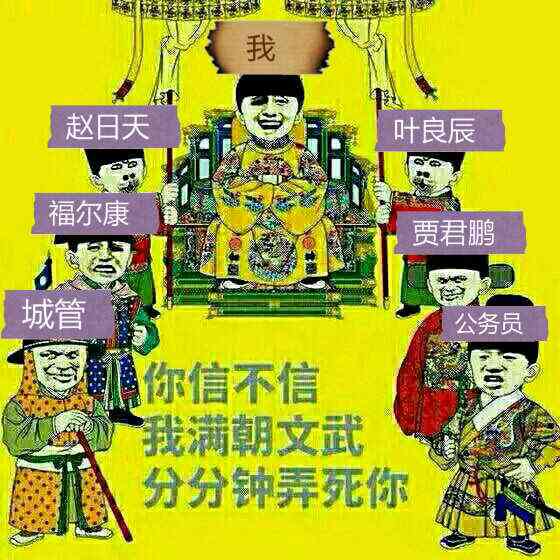 我
赵日天
叶良辰
福尔康
贾君鹏
城管
公务员
你信不信
我满朝文武
分分钟弄死你